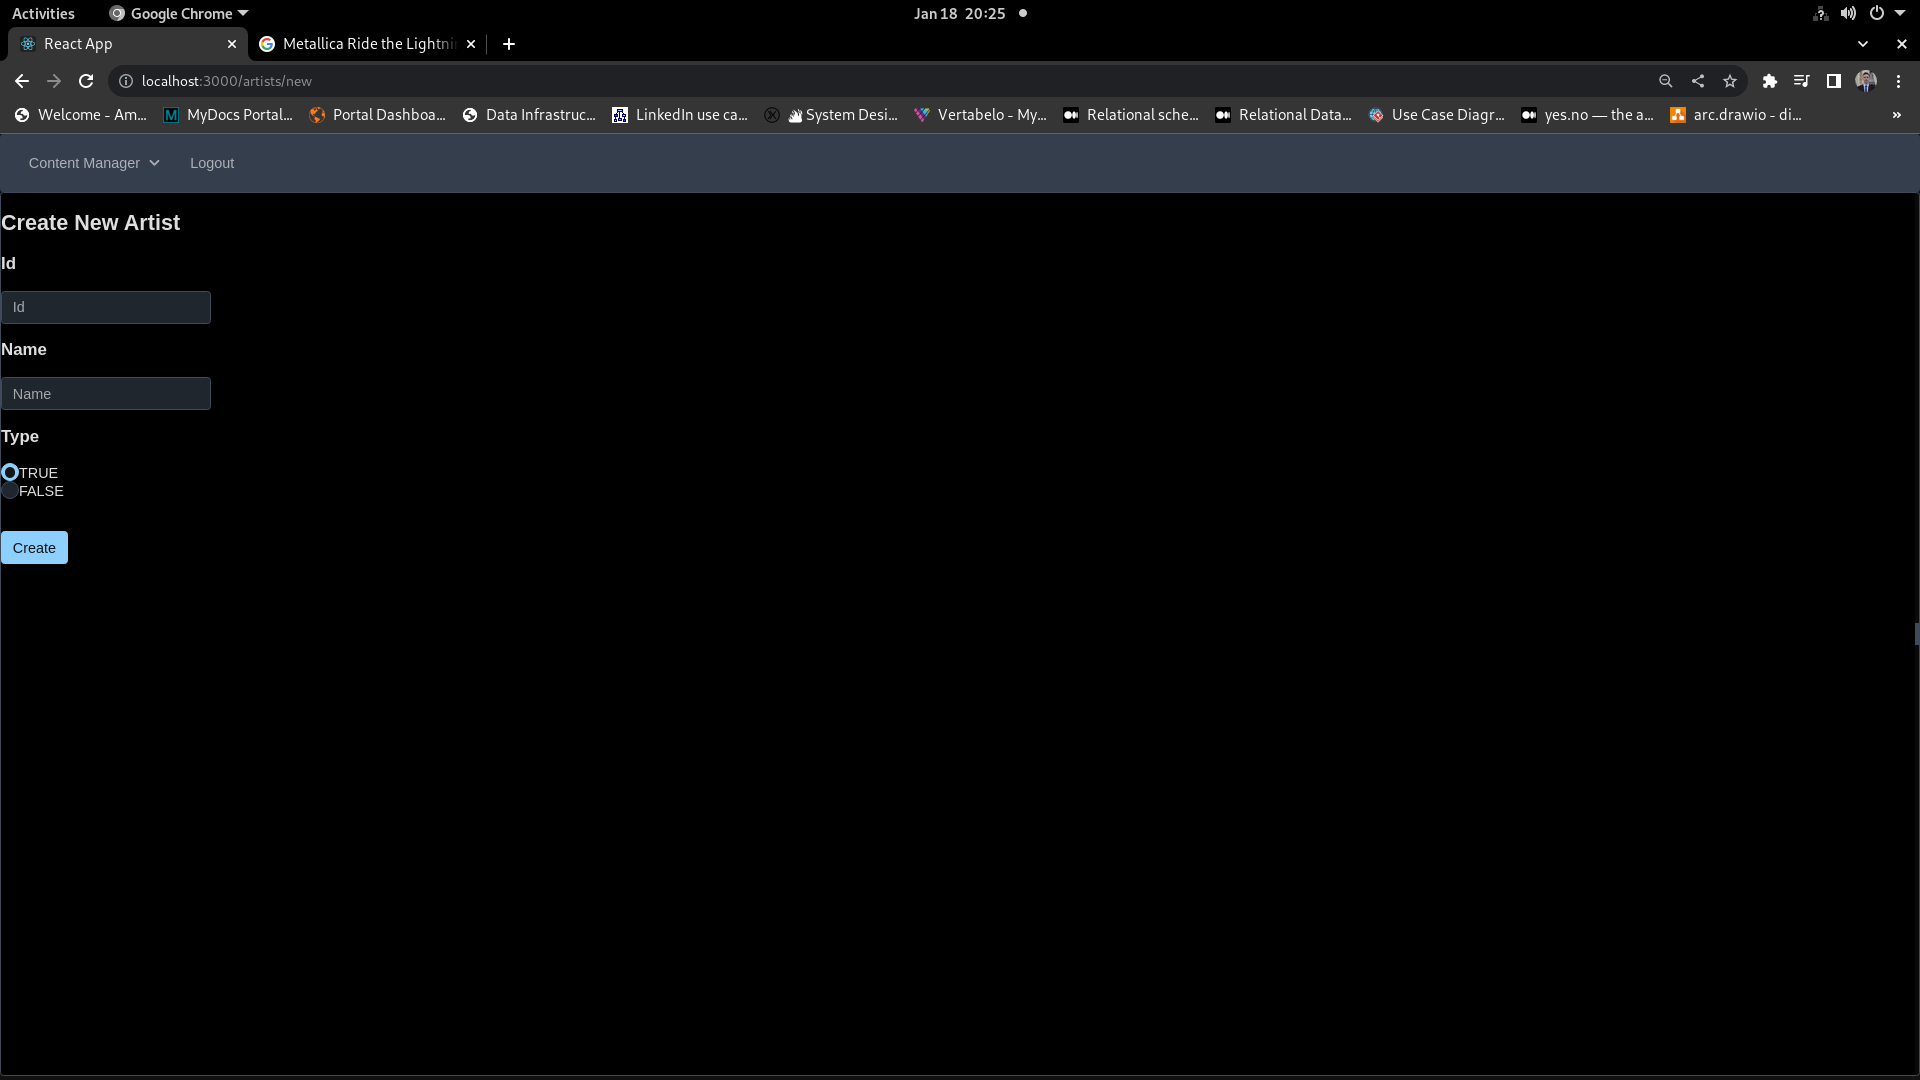 Activities
Google Chrome
Jan 18 20:25
React App
Metallica Ride the Lightni
localhost:3000/artists/new
Welcome - Am...
MyDocs Portal...
Portal Dashboa...
Data Infrastruc...
LinkedIn use ca...
System Desi...
Vertabelo - My...
Relational sche...
Relational Data...
Use Case Diagr...
yes.no — the a...
arc.drawio - di...
»
Content Manager
Logout
Create New Artist
Id
Id
Name
Name
Type
TRUE
FALSE
Create